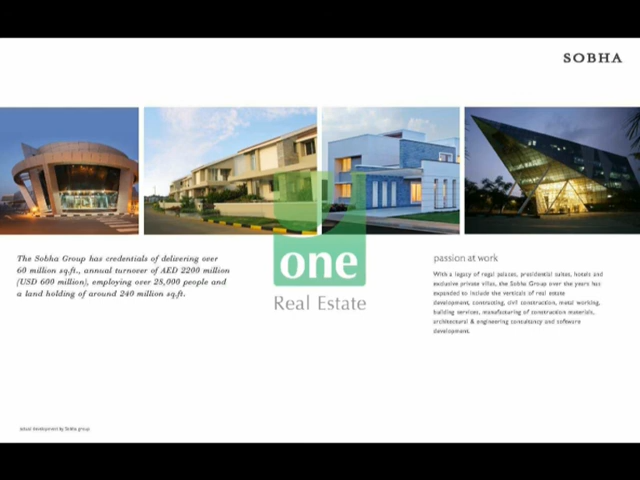 SOBHA
The Sobha Group has credentials of delivering over
60 million sq.ft., annual turnover of AED 2200 million
(USD 600 million), employing over 28,000 people and
a land holding of around 240 million sq.ft.
one
Real Estate
passion at work
With a legacy of regal palaces, presidential suites, hotels and
exclusive private villas, the Sobha Group over the years has
expanded to include the verticals of real estate
development, contracting, civil construction, metal working,
building services, manufacturing of construction materials,
architectural & engineering consultancy and software
development.
actual development by Sobha group.